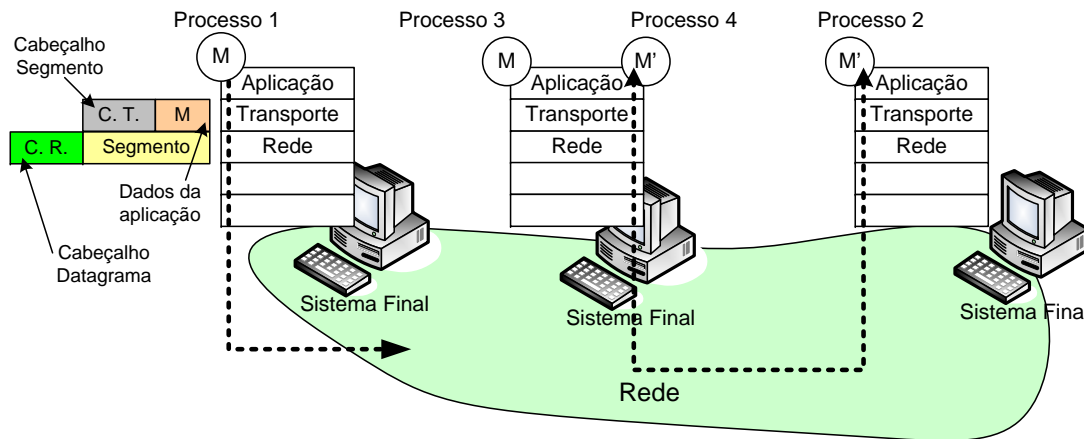 Processo 1
Processo 3
Processo 4
Processo 2
Cabeçalho
Segmento
M
M
M'
M'
Aplicação
Transporte
Rede
Aplicação
Transporte
Rede
Aplicação
Transporte
Rede
C. T.
M
C. R.
Segmento
Dados da
aplicação
Cabeçalho
Datagrama
Sistema Final
Sistema Final
Sistema Final
Rede